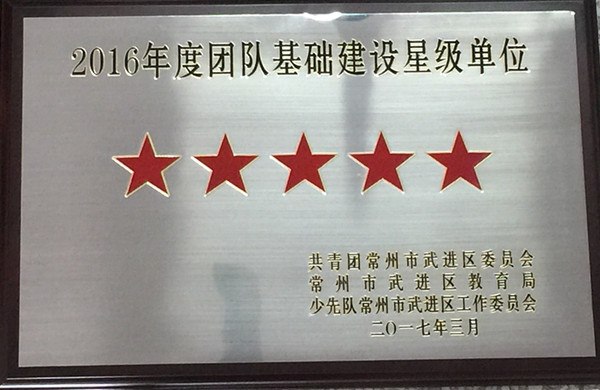 2016年度团队基础建设星级单位
共青团常州市武进区委员会
常州市武进区教育局
少先队常州市武进区工作委员会
二〇一七年三月